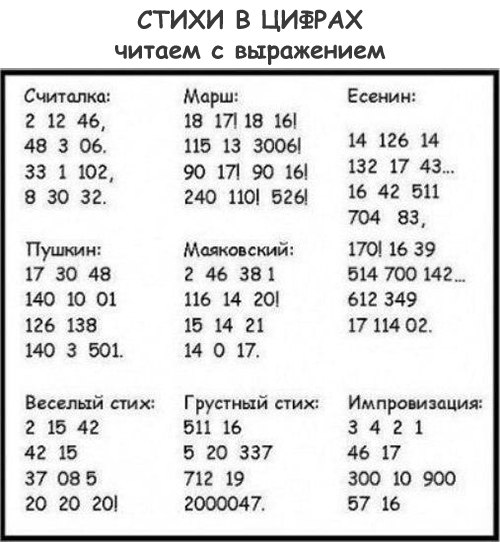 СТИХИ В ЦИФРАХ
читаем с выражением
Считалка:
2 12 46,
48 3 06.
33 1 102,
8 30 32.
Марш:
18 17! 18 16!
115 13 3006!
90 17! 90 16!
240 110! 526!
Есенин:
14 126 14
132 17 43...
16 42 511
704 83,
170! 16 39
514 700 142...
612 349
17 114 02.
Пушкин:
17 30 48
140 10 01
126 138
140 3 501.
Маяковский:
2 46 38 1
116 14 20!
15 14 21
14 0 17.
Веселый стих:
2 15 42
42 15
37 08 5
20 20 20!
Грустный стих:
511 16
5 20 337
712 19
2000047.
Импровизация:
3 4 2 1
46 17
300 10 900
57 16